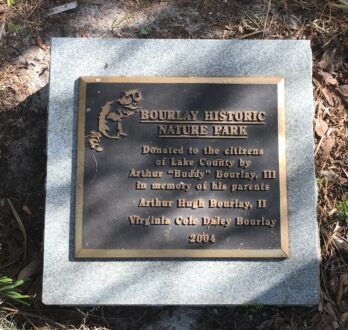 BOURLAY HISTORIC
NATURE PARK
Donated to the citizens
of Lake County by
Arthur "Buddy" Bourlay, III
in memory of his parents
Arthur Hugh Bourlay, II
Virginia Cole Daley Bourlay
2004